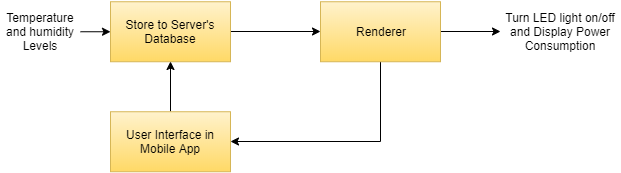 Temperature
and humidity
Levels
Store to Server's
Database
Renderer
Turn LED light on/off
and Display Power
Consumption
User Interface in
Mobile App